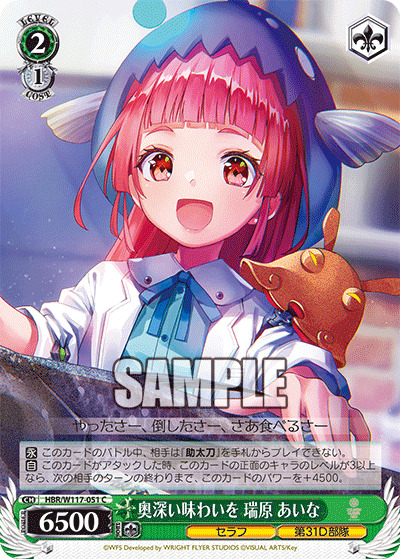 LEVEL
2
1
COST
SAMPLE
やったさー、倒したさー、さあ食べるさー
永 このカードのバトル中、相手は『助太刀』を手札からプレイできない。
自 このカードがアタックした時、このカードの正面のキャラのレベルが3以上
なら、次の相手のターンの終わりまで、このカードのパワーを+4500。
CH HBR/W117-051 C
6500
奥深い味わいを 瑞原 あいな
セラフ
第31D部隊
©WFS Developed by WRIGHT FLYER STUDIOS ©VISUAL ARTS/Key